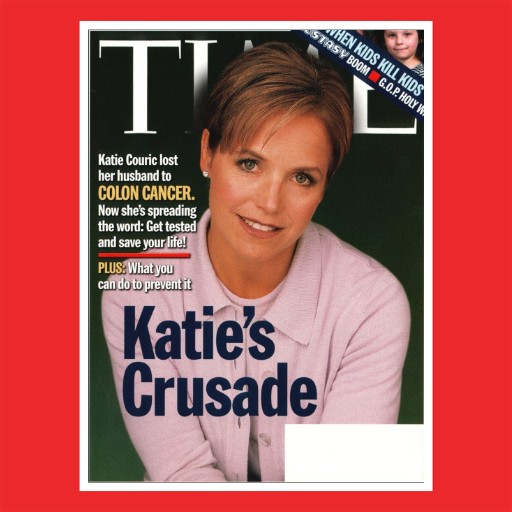 TIME
WHEN KIDS KILL KIDS
ECSTASY BOOM ■ G.O.P. HOLY
Katie Couric lost
her husband to
COLON CANCER.
Now she's spreading
the word: Get tested
and save your life!
PLUS: What you
can do to prevent it
Katie's
Crusade